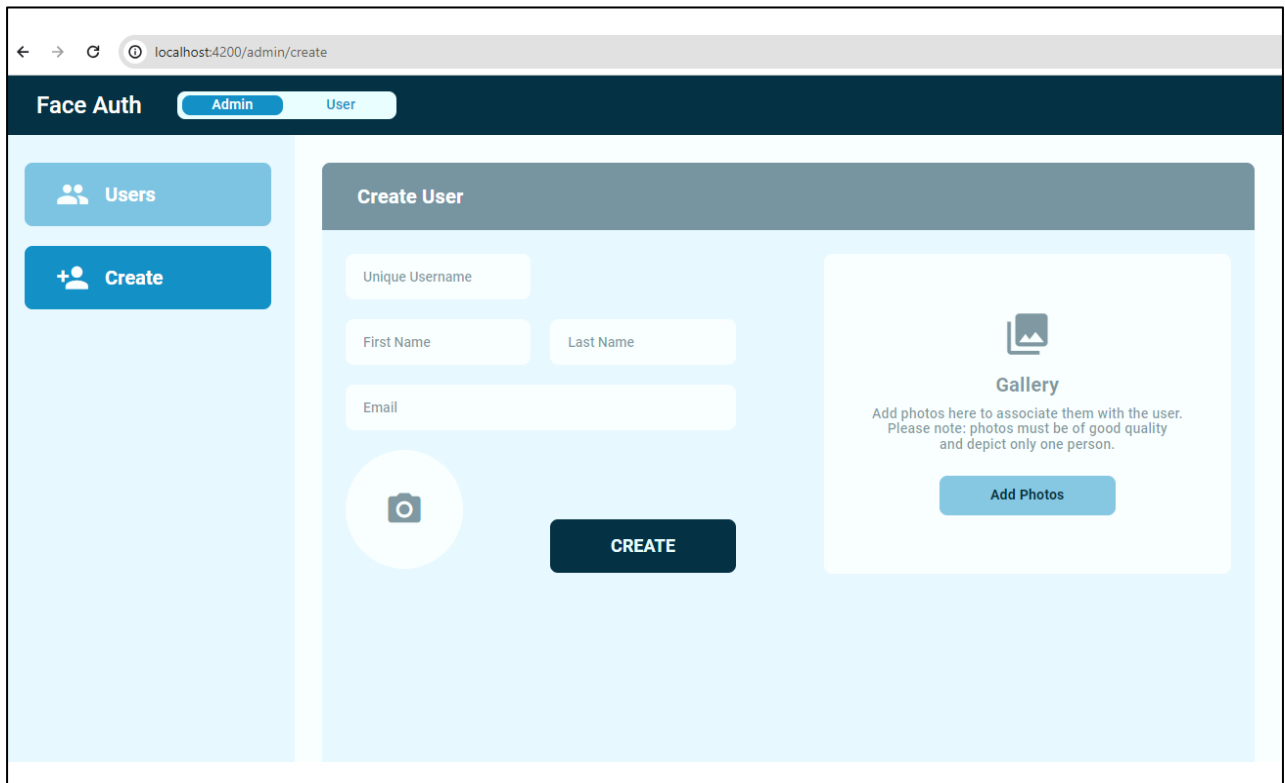 localhost:4200/admin/create
Face Auth Admin User
Users
Create
Create User
Unique Username
First Name Last Name
Email
CREATE
Gallery
Add photos here to associate them with the user.
Please note: photos must be of good quality
and depict only one person.
Add Photos